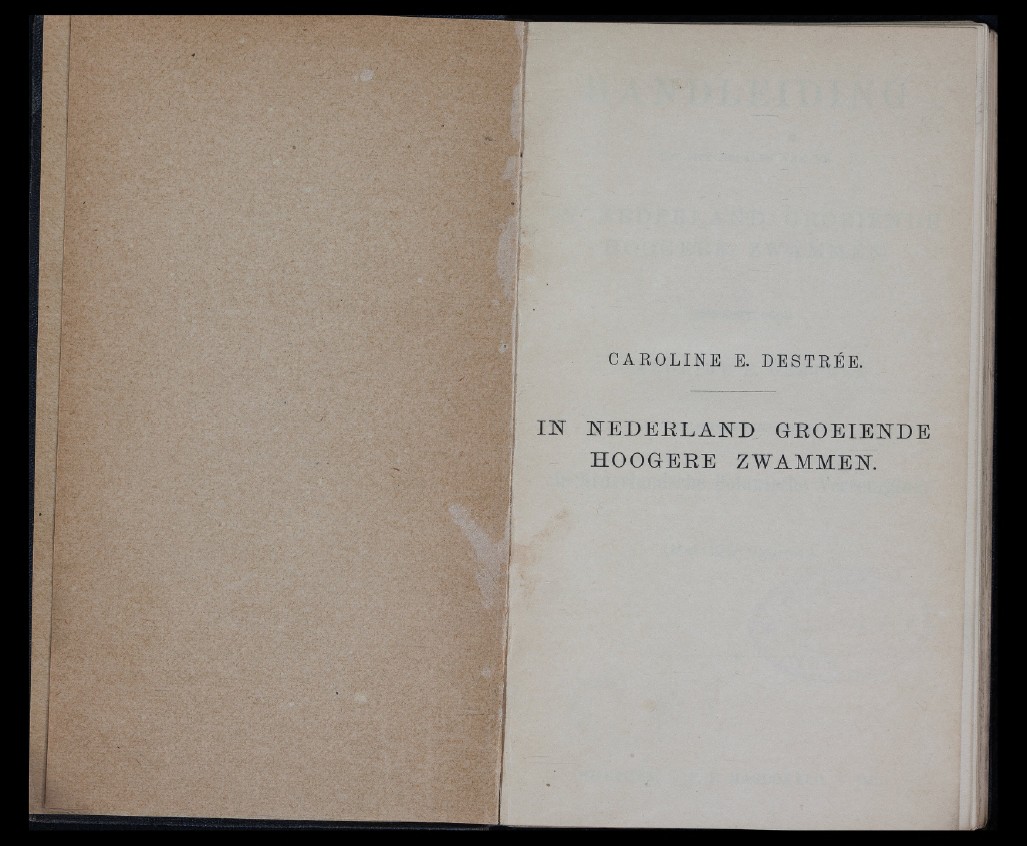 CAROLINE E. DESTRÉE.
IN NEDERLAND GROEIENDE
HOOGERE ZWAMMEN.